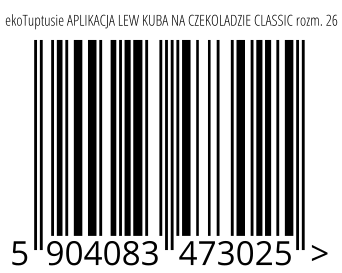 ekoTuptusie APLIKACJA LEW KUBA NA CZEKOLADZIE CLASSIC rozm. 26
5 904083 473025 >